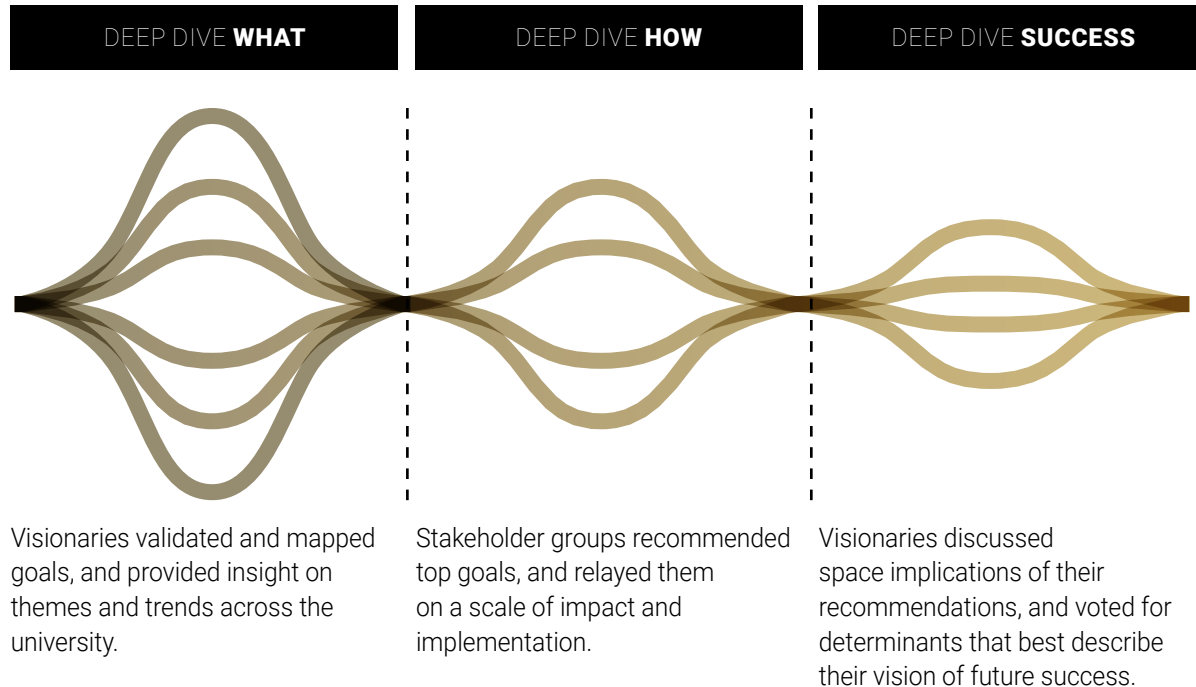 DEEP DIVE WHAT
DEEP DIVE HOW
DEEP DIVE SUCCESS
Visionaries validated and mapped
goals, and provided insight on
themes and trends across the
university.
Stakeholder groups recommended
top goals, and relayed them
on a scale of impact and
implementation.
Visionaries discussed
space implications of their
recommendations, and voted for
determinants that best describe
their vision of future success.